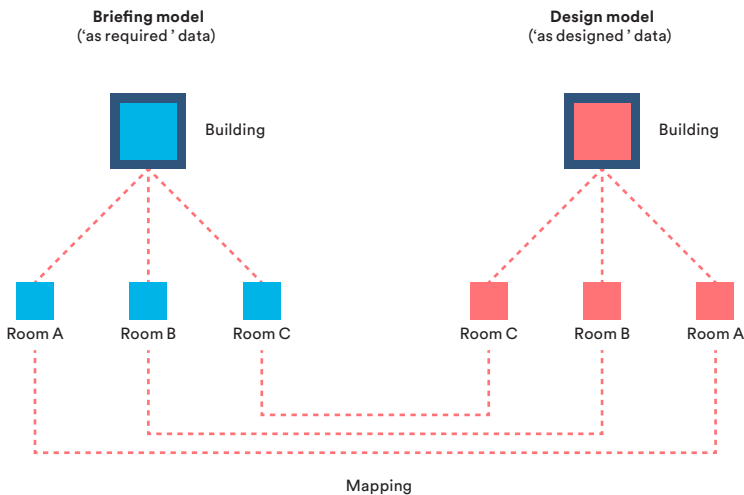 Briefing model
(‘as required ’ data)
Design model
(‘as designed ’ data)
Building
Building
Room A
Room B
Room C
Room C
Room B
Room A
Mapping